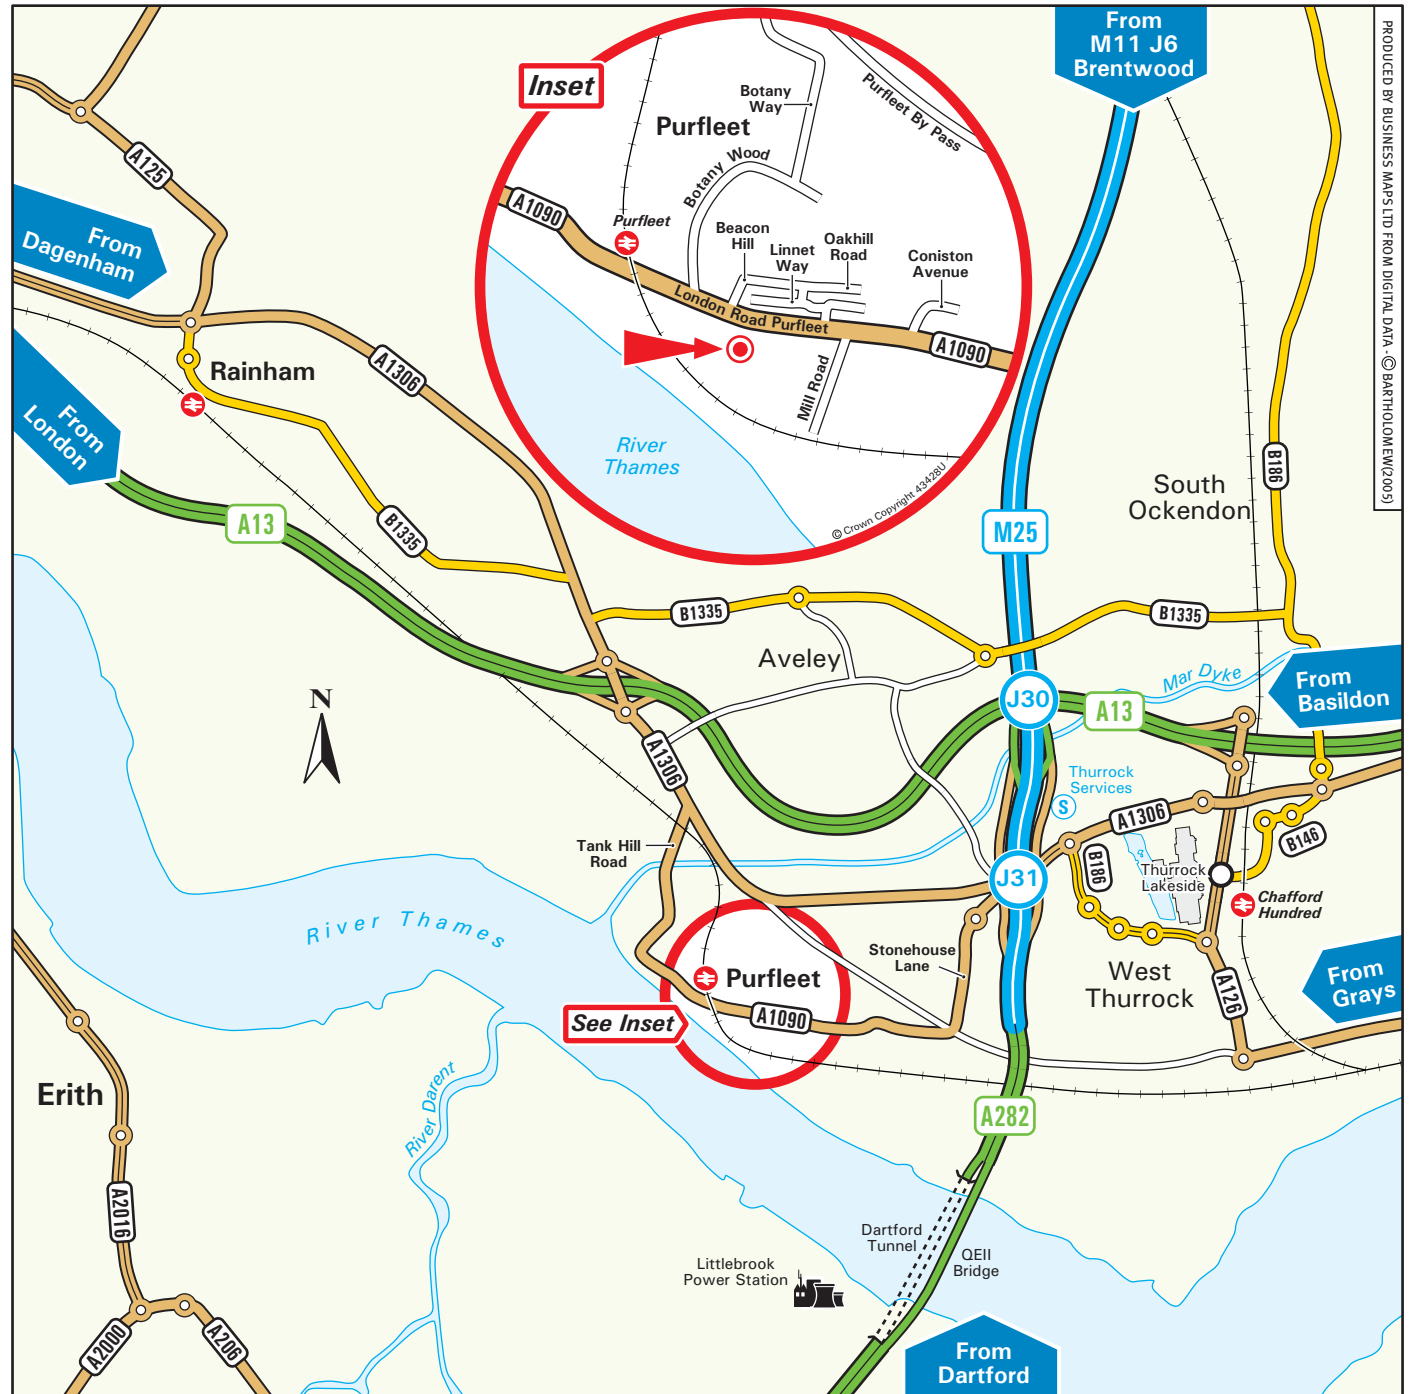 From
M11 J6
Brentwood
PRODUCED BY BUSINESS MAPS LTD FROM DIGITAL DATA - © BARTHOLOMEW(2005)
Inset
Purfleet
Botany
Way
Purfleet By Pass
Botany Wood
A1090
Purfleet
Beacon
Hill
Linnet
Way
Oakhill
Road
Coniston
Avenue
London Road Purfleet
A1090
Mill Road
River
Thames
© Crown Copyright 43428U
A125
From
Dagenham
Rainham
A1306
From
London
A13
B1335
M25
South
Ockendon
B186
B1335
B1335
Aveley
Mar Dyke
From
Basildon
J30
A13
N
A1306
Thurrock
Services
S
A1306
B146
Tank Hill
Road
B186
Thurrock
Lakeside
J31
Chafford
Hundred
River Thames
Stonehouse
Lane
Purfleet
West
Thurrock
From
Grays
A126
See Inset
A1090
Erith
River Darent
A282
A2016
Dartford
Tunnel
QEII
Bridge
Littlebrook
Power Station
A2000
A206
From
Dartford